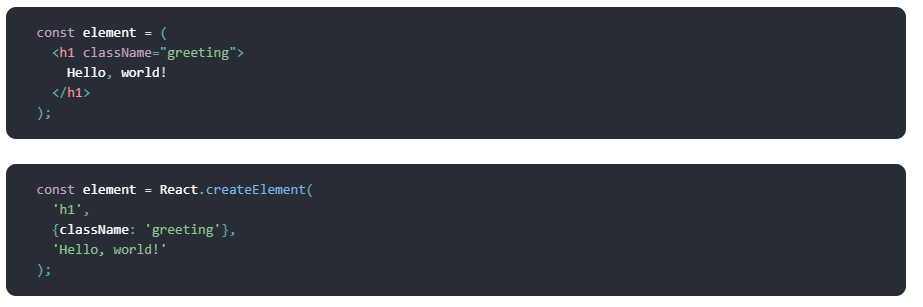 const element = (
  <h1 className="greeting">
    Hello, world!
  </h1>
);
const element = React.createElement(
  'h1',
  {className: 'greeting'},
  'Hello, world!'
);